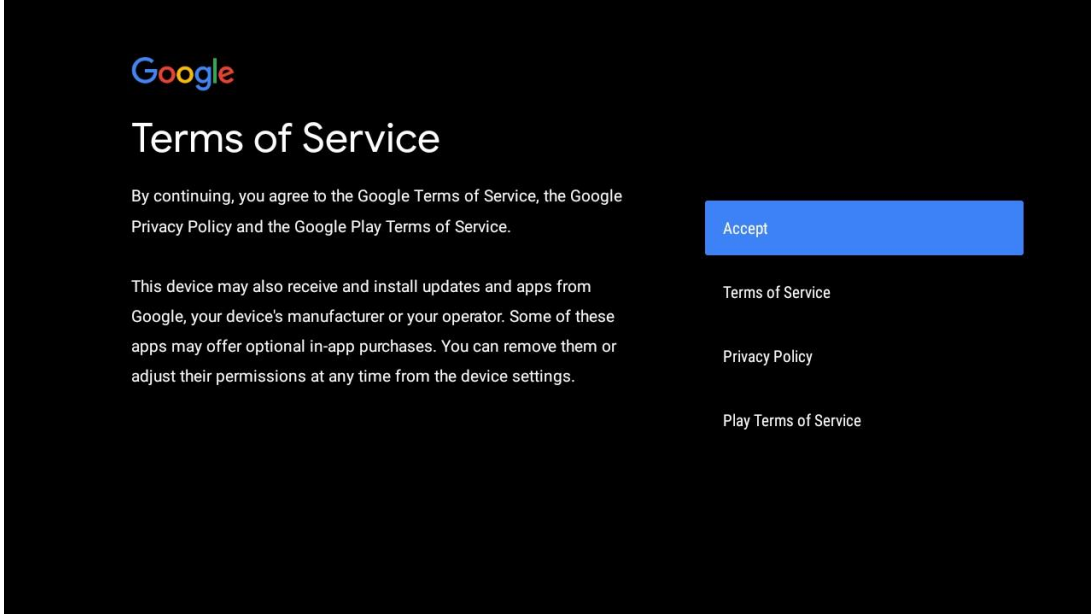 Google
Terms of Service
By continuing, you agree to the Google Terms of Service, the Google
Privacy Policy and the Google Play Terms of Service.
This device may also receive and install updates and apps from
Google, your device's manufacturer or your operator. Some of these
apps may offer optional in-app purchases. You can remove them or
adjust their permissions at any time from the device settings.
Accept
Terms of Service
Privacy Policy
Play Terms of Service